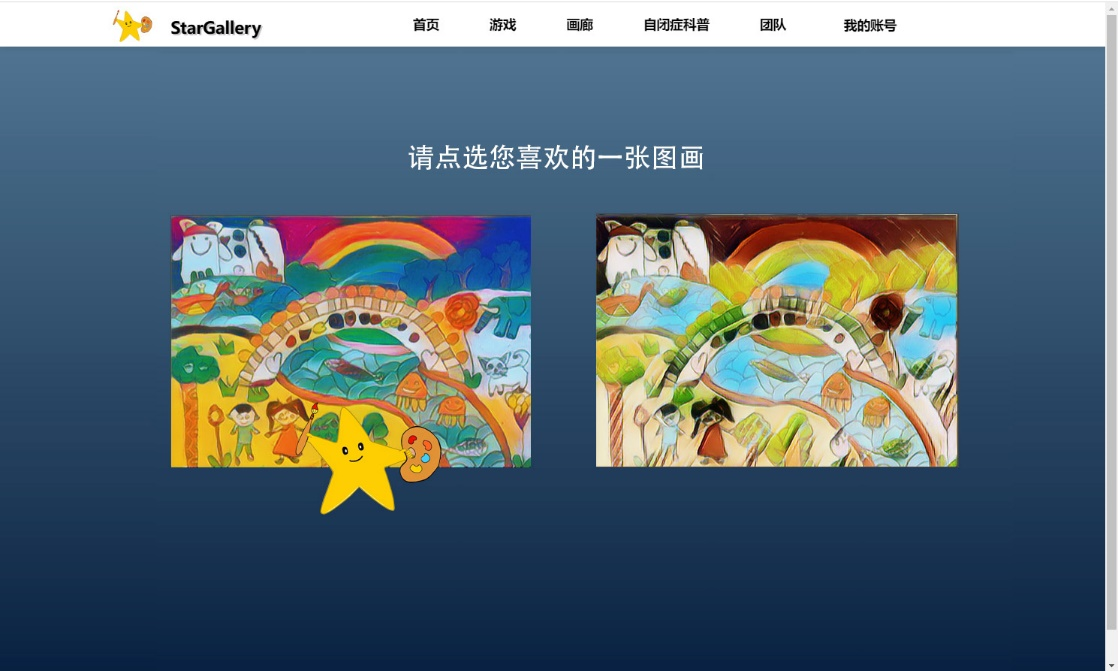 StarGallery
首页
游戏
画廊
自闭症科普
团队
我的账号
请点选您喜欢的一张图画